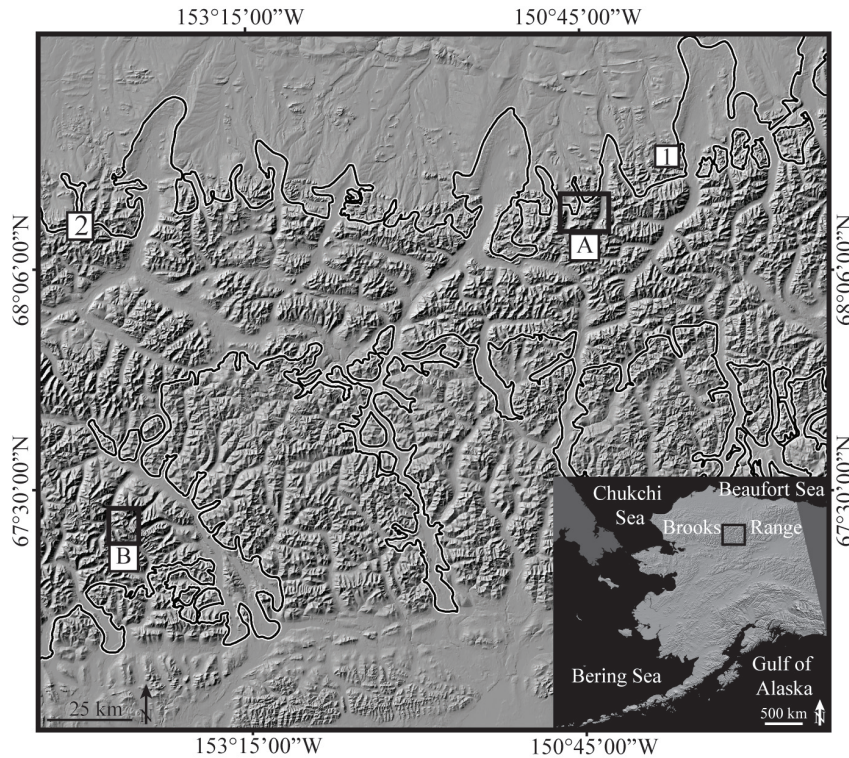 153°15’00”W 150°45’00”W
1
2
A
68°06’00”N 68°06’00”N
67°30’00”N 67°30’00”N
B
Chukchi
Sea
Beaufort Sea
Brooks Range
Bering Sea
Gulf of
Alaska
25 km N
500 km N
153°15’00”W 150°45’00”W